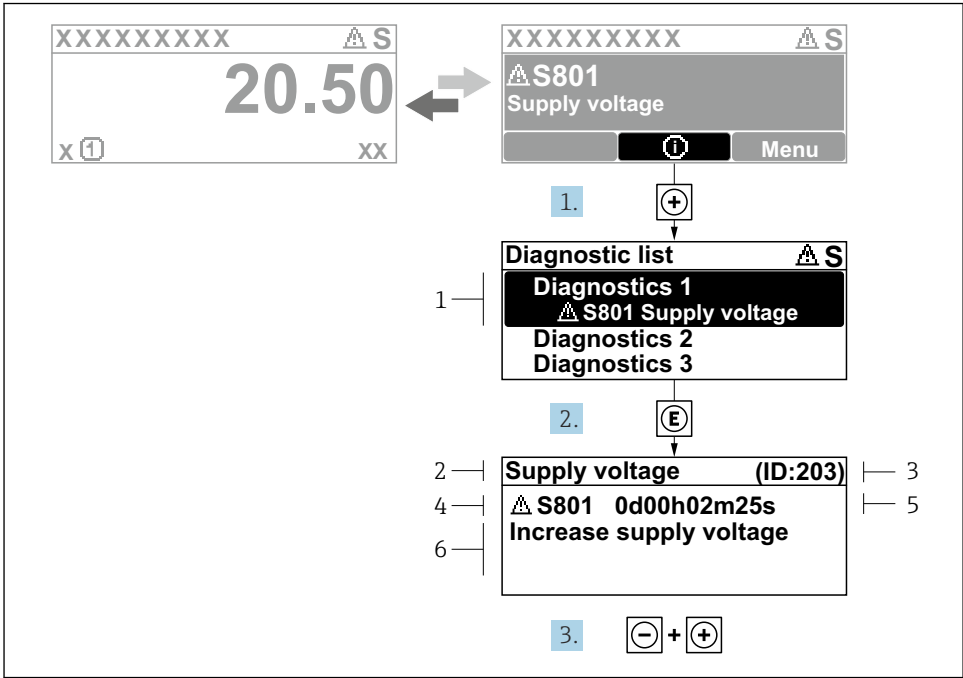 XXXXXXXXX ⚠ S
20.50
X 1 XX
XXXXXXXXX ⚠ S
⚠ S801
Supply voltage
i Menu
1. +
Diagnostic list ⚠ S
1
Diagnostics 1
⚠ S801 Supply voltage
Diagnostics 2
Diagnostics 3
2. E
2 Supply voltage (ID:203) 3
4 ⚠ S801 0d00h02m25s 5
6 Increase supply voltage
3. - + +